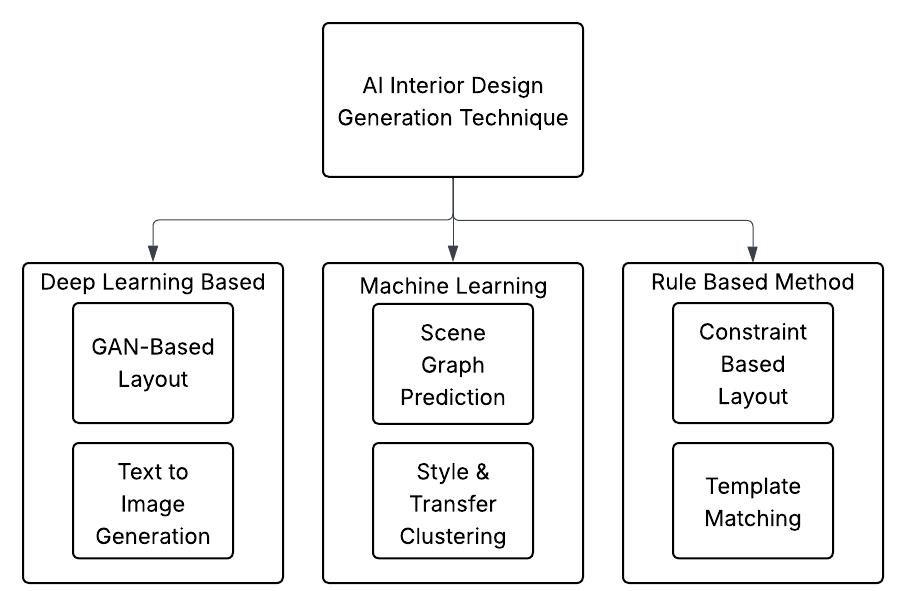 AI Interior Design
Generation Technique
Deep Learning Based
GAN-Based
Layout
Text to
Image
Generation
Machine Learning
Scene
Graph
Prediction
Style &
Transfer
Clustering
Rule Based Method
Constraint
Based
Layout
Template
Matching